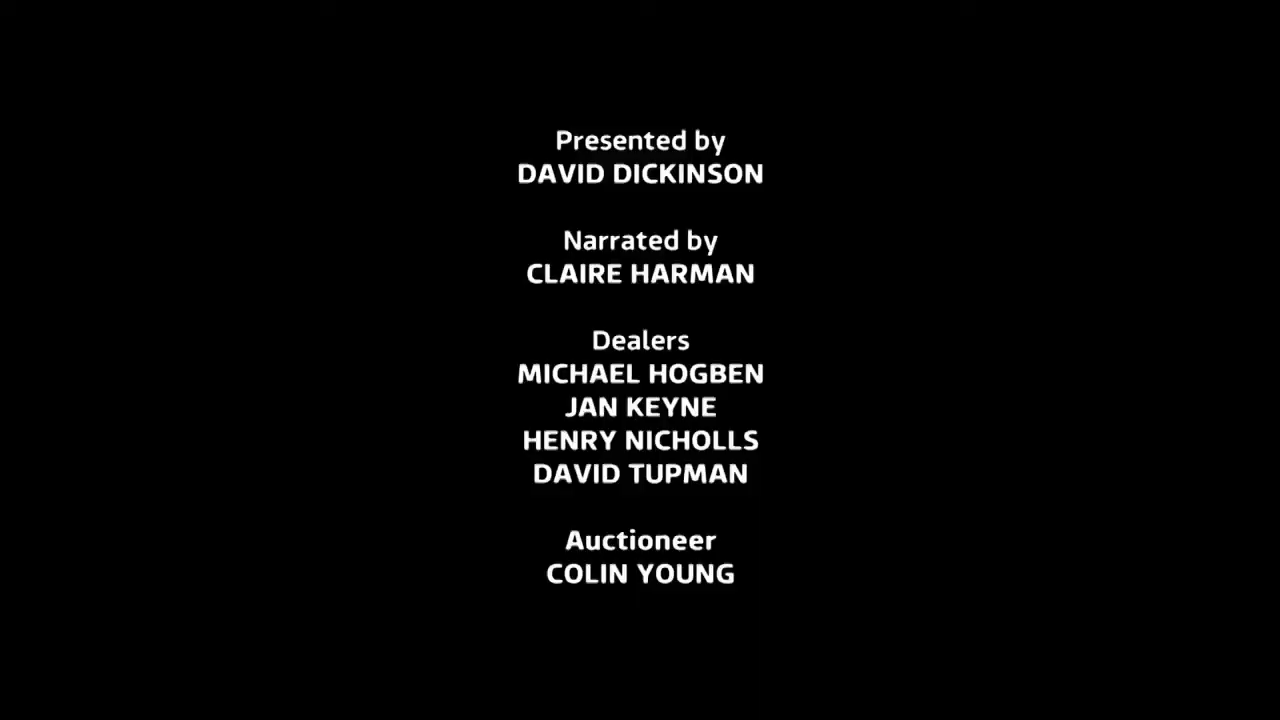 Presented by
DAVID DICKINSON
Narrated by
CLAIRE HARMAN
Dealers
MICHAEL HOGBEN
JAN KEYNE
HENRY NICHOLLS
DAVID TUPMAN
Auctioneer
COLIN YOUNG